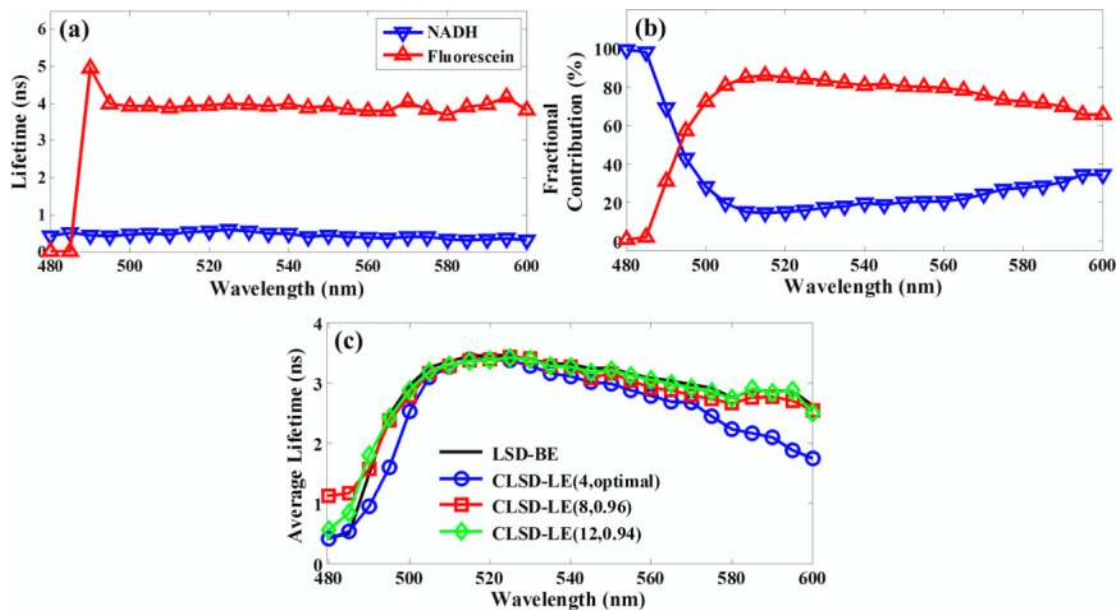 (a)
NADH
Fluorescein
Lifetime (ns)
6
5
4
3
2
1
0
480 500 520 540 560 580 600
Wavelength (nm)
(b)
Fractional
Contribution (%)
100
80
60
40
20
0
480 500 520 540 560 580 600
Wavelength (nm)
(c)
Average Lifetime (ns)
4
3
2
1
0
LSD-BE
CLSD-LE(4,optimal)
CLSD-LE(8,0.96)
CLSD-LE(12,0.94)
480 500 520 540 560 580 600
Wavelength (nm)